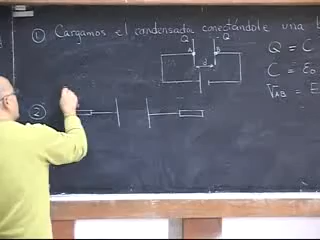 ① Cargamos el condensador conectándole una
Q -Q
A B
d
Q = C
C = ε₀
V_AB = E
②